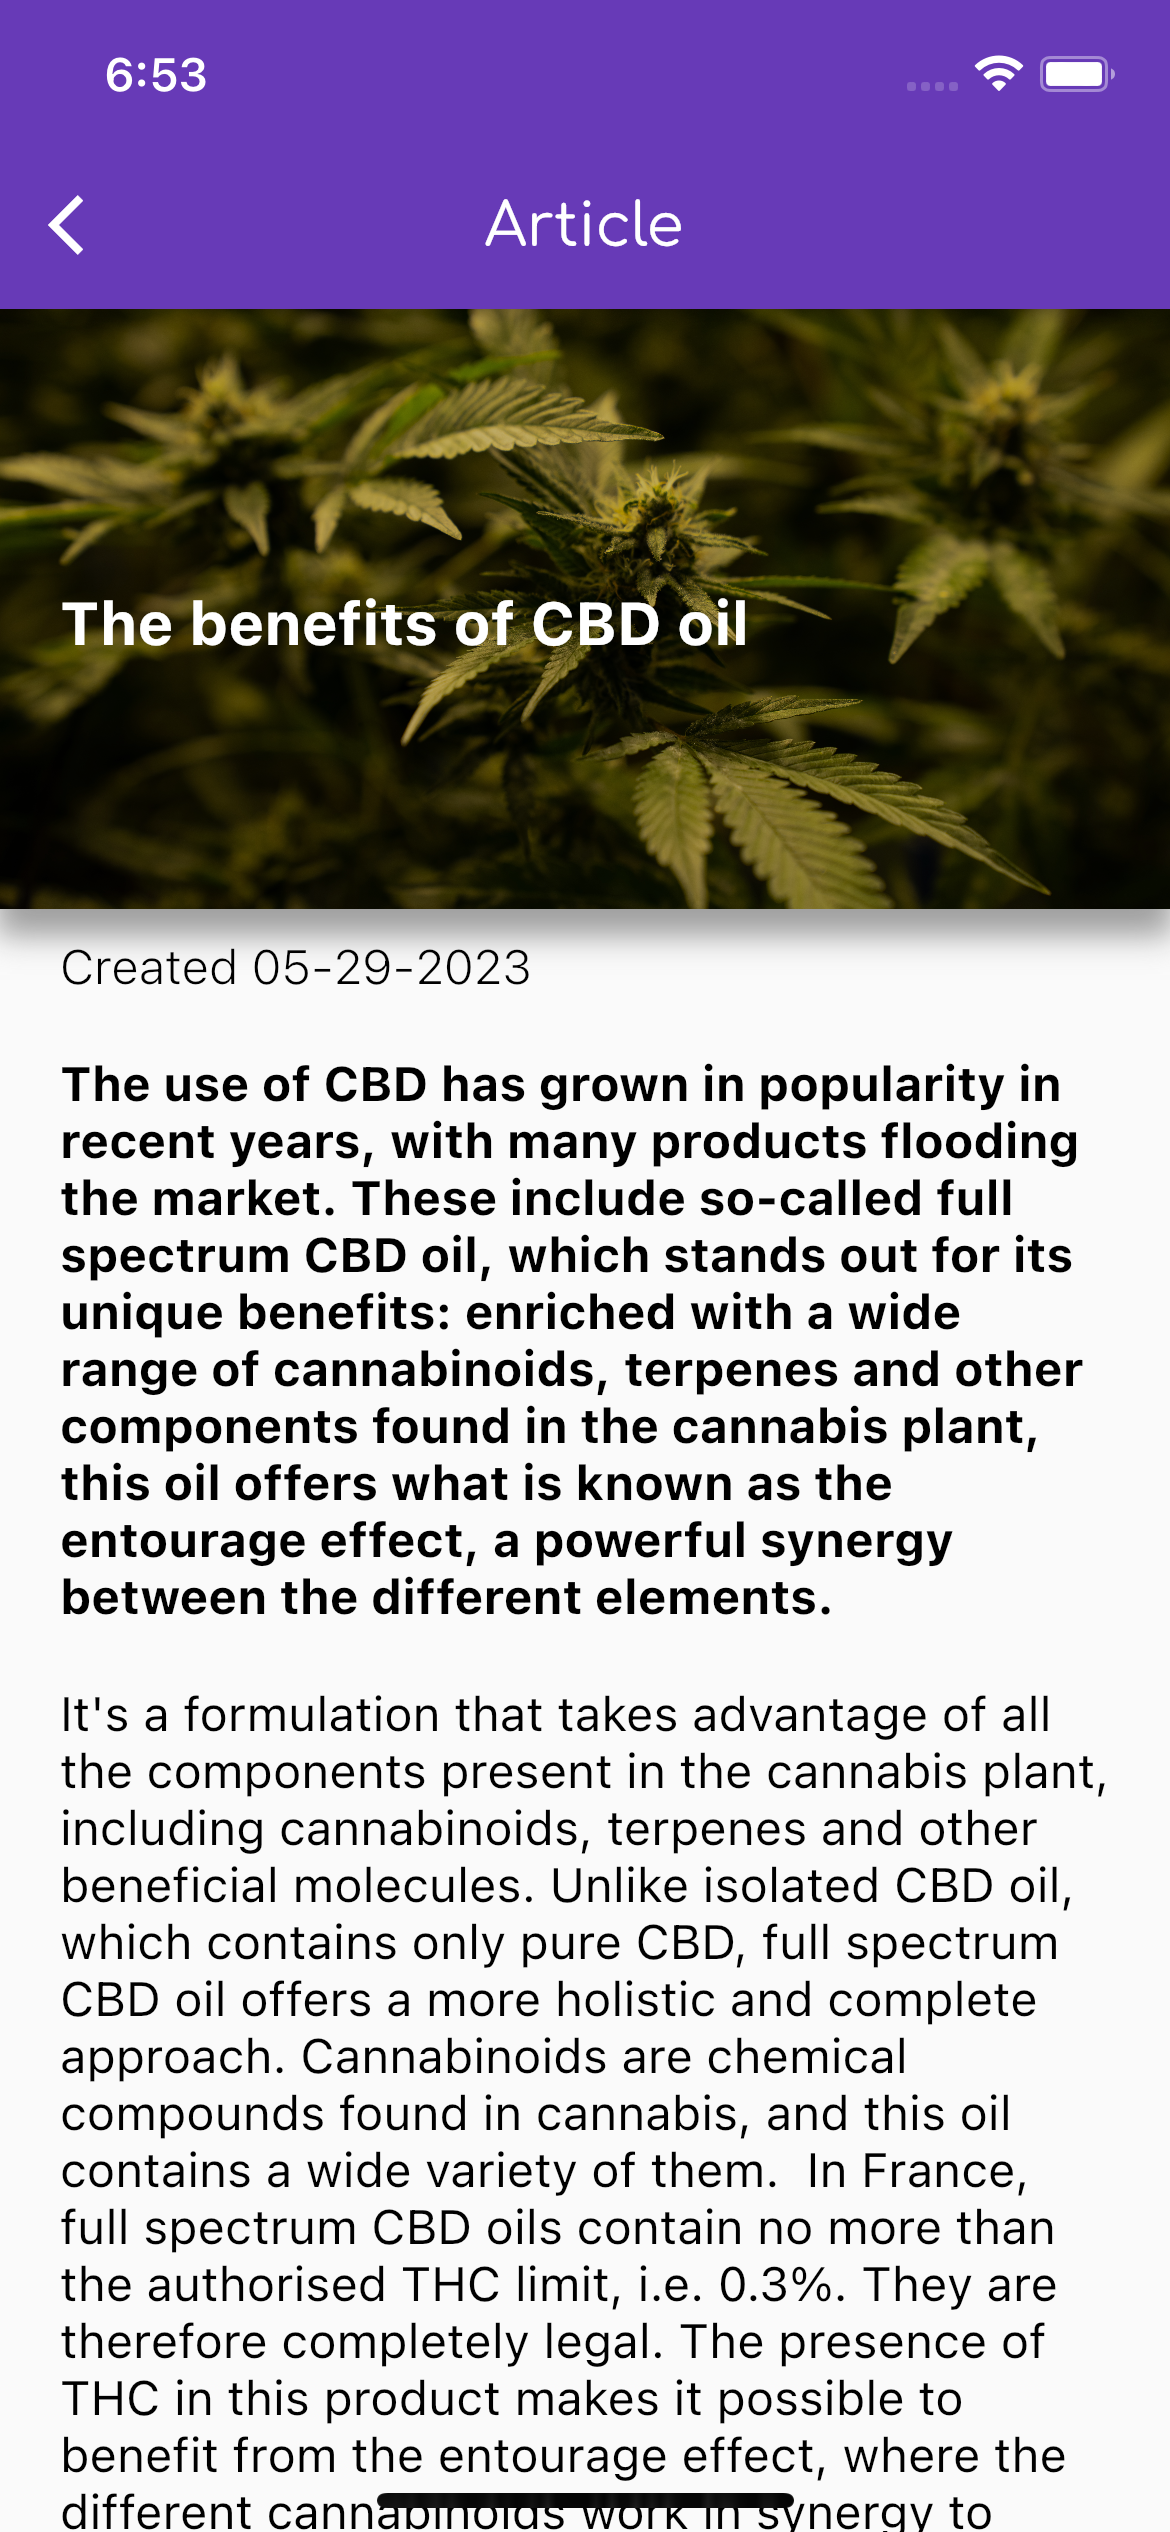 6:53
Article
The benefits of CBD oil
Created 05-29-2023
The use of CBD has grown in popularity in
recent years, with many products flooding
the market. These include so-called full
spectrum CBD oil, which stands out for its
unique benefits: enriched with a wide
range of cannabinoids, terpenes and other
components found in the cannabis plant,
this oil offers what is known as the
entourage effect, a powerful synergy
between the different elements.
It's a formulation that takes advantage of all
the components present in the cannabis plant,
including cannabinoids, terpenes and other
beneficial molecules. Unlike isolated CBD oil,
which contains only pure CBD, full spectrum
CBD oil offers a more holistic and complete
approach. Cannabinoids are chemical
compounds found in cannabis, and this oil
contains a wide variety of them.  In France,
full spectrum CBD oils contain no more than
the authorised THC limit, i.e. 0.3%. They are
therefore completely legal. The presence of
THC in this product makes it possible to
benefit from the entourage effect, where the
different cannabinoids work in synergy to